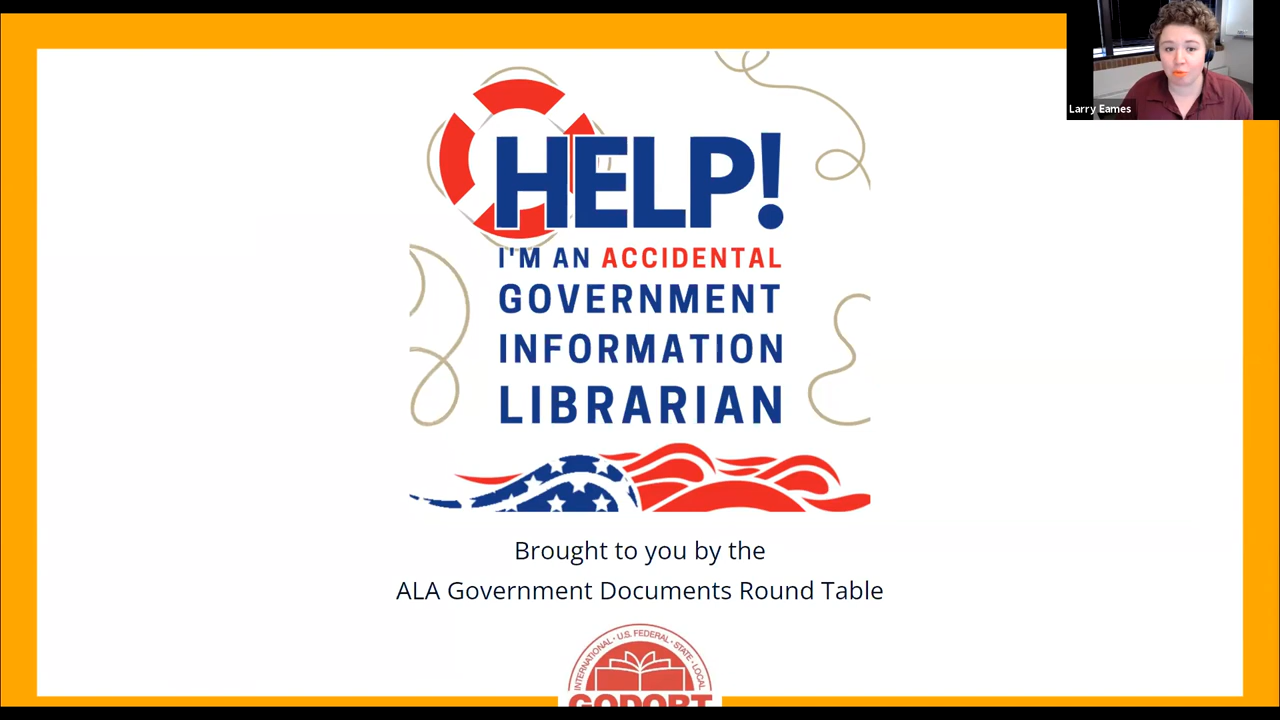 Larry Eames
HELP!
I'M AN ACCIDENTAL
GOVERNMENT
INFORMATION
LIBRARIAN
Brought to you by the
ALA Government Documents Round Table
INTERNATIONAL · U.S. FEDERAL · STATE · LOCAL
GODORT